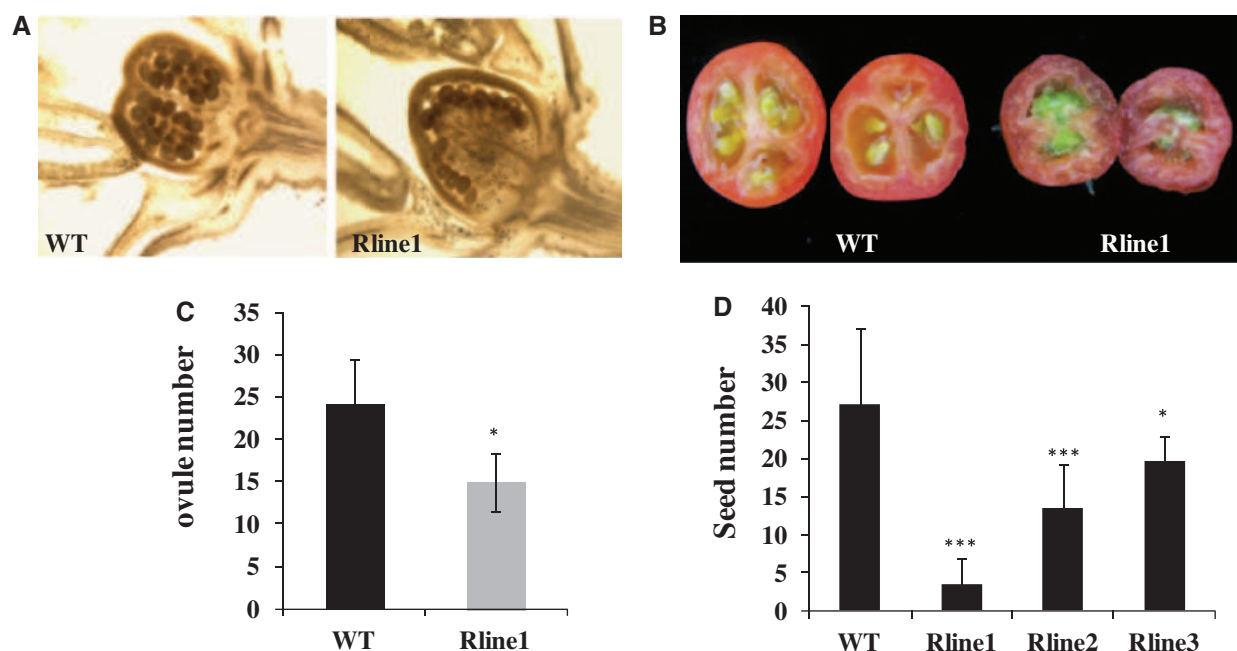 A
WT
Rline1
B
WT
Rline1
C
ovule number
35
30
25
20
15
10
5
0
*
WT
Rline1
D
Seed number
40
35
30
25
20
15
10
5
0
***
***
*
WT
Rline1
Rline2
Rline3